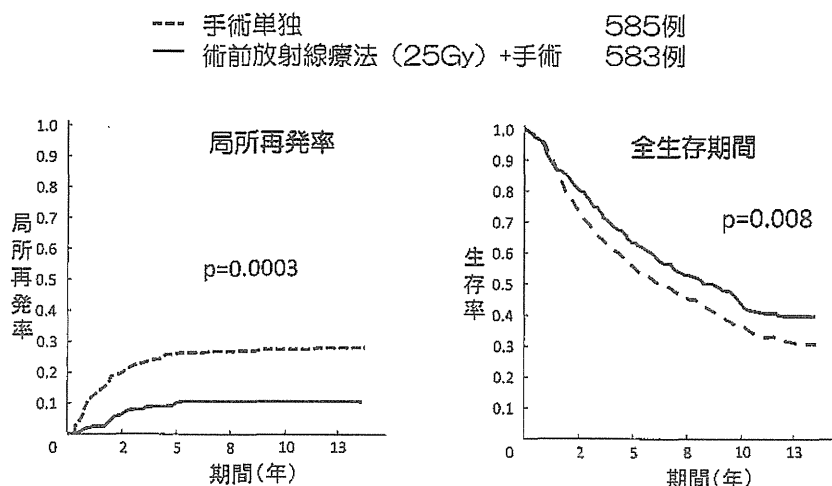 手術単独 585例
術前放射線療法（25Gy）+手術 583例
局所再発率
1.0
0.9
0.8
0.7
0.6
0.5
0.4
0.3
0.2
0.1
0
局所再発率
p=0.0003
2 5 8 10 13
期間(年)
全生存期間
1.0
0.9
0.8
0.7
0.6
0.5
0.4
0.3
0.2
0.1
0
生存率
p=0.008
2 5 8 10 13
期間(年)